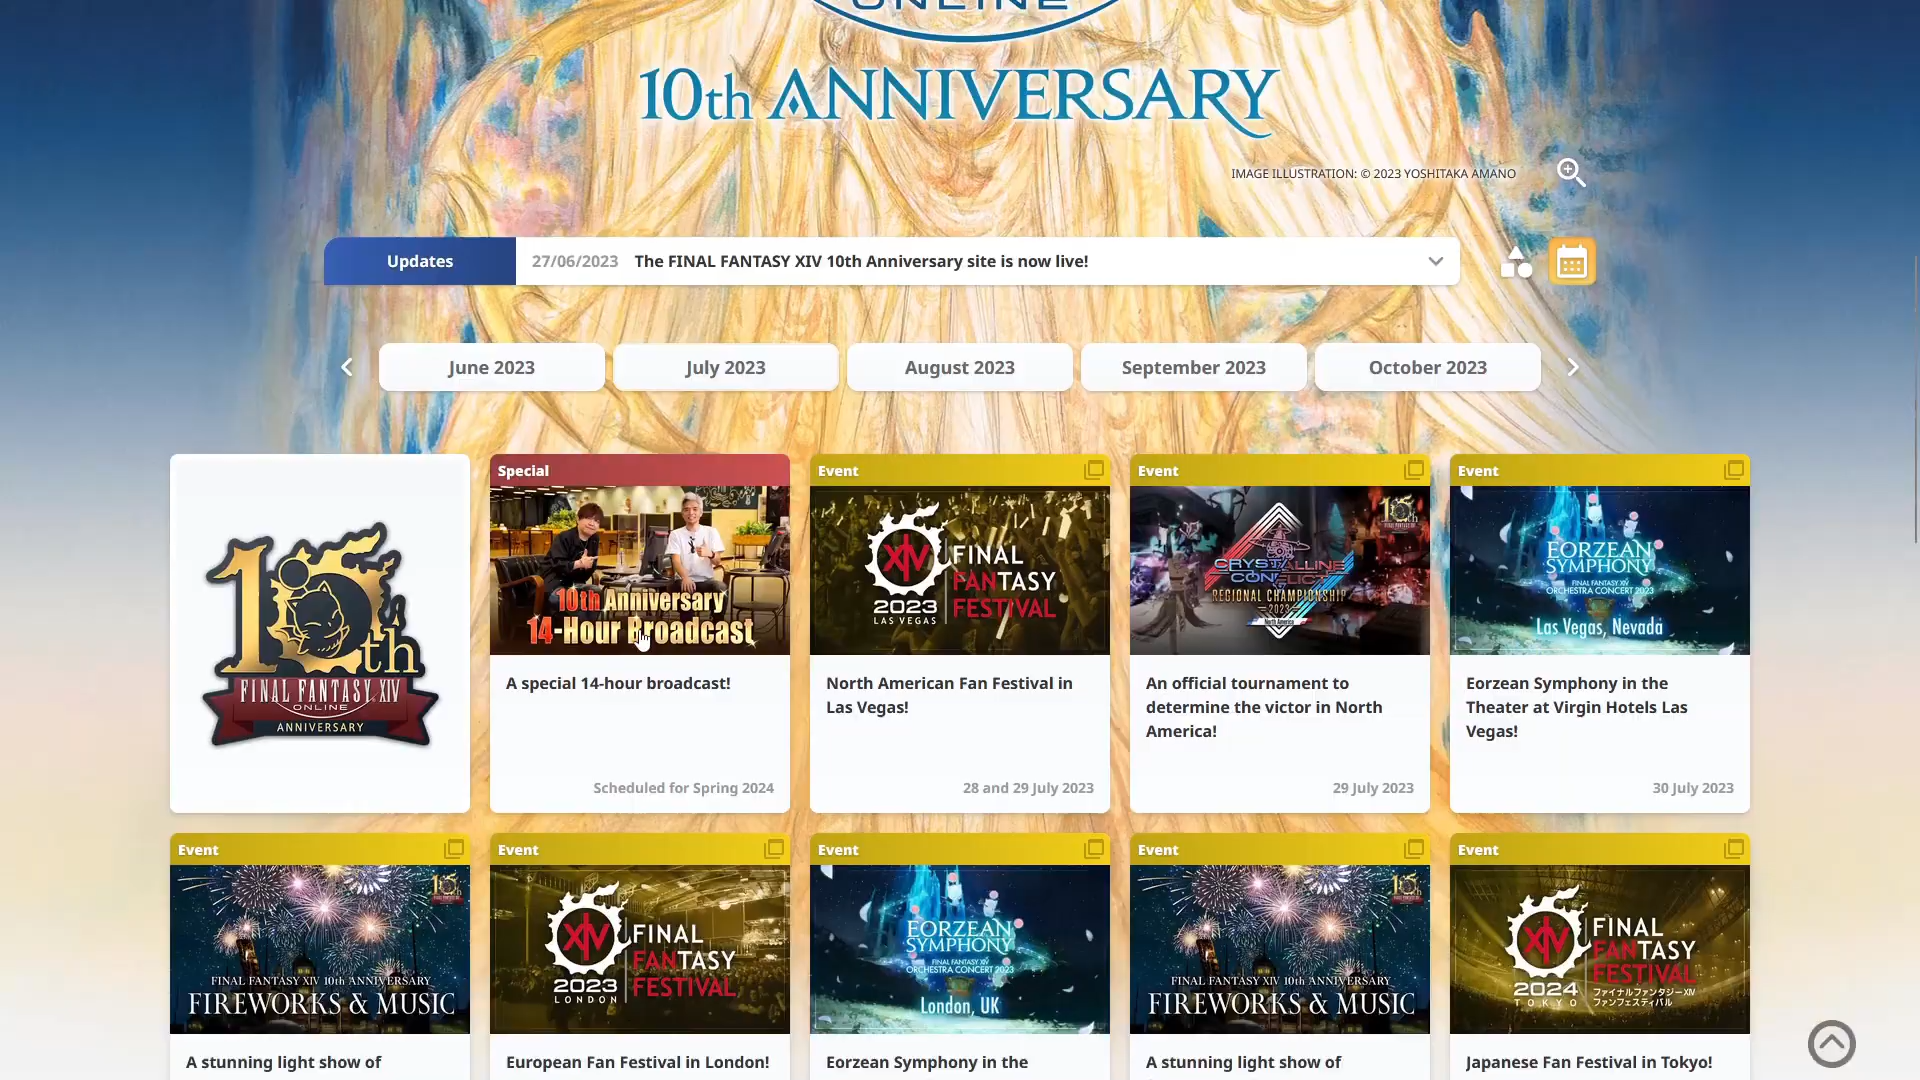 ONLINE
10th ANNIVERSARY
IMAGE ILLUSTRATION: © 2023 YOSHITAKA AMANO
Updates
27/06/2023 The FINAL FANTASY XIV 10th Anniversary site is now live!
June 2023
July 2023
August 2023
September 2023
October 2023
10th
FINAL FANTASY XIV
ONLINE
ANNIVERSARY
Special
10th Anniversary
14-Hour Broadcast
A special 14-hour broadcast!
Scheduled for Spring 2024
Event
XIV
2023
LAS VEGAS
FINAL
FANTASY
FESTIVAL
North American Fan Festival in
Las Vegas!
28 and 29 July 2023
Event
10th
CRYSTALLINE
CONFLICT
REGIONAL CHAMPIONSHIP
2023
North America
An official tournament to
determine the victor in North
America!
29 July 2023
Event
EORZEAN
SYMPHONY
FINAL FANTASY XIV
ORCHESTRA CONCERT 2023
Las Vegas, Nevada
Eorzean Symphony in the
Theater at Virgin Hotels Las
Vegas!
30 July 2023
Event
10th
FINAL FANTASY XIV 10th ANNIVERSARY
FIREWORKS & MUSIC
A stunning light show of
Event
XIV
2023
LONDON
FINAL
FANTASY
FESTIVAL
European Fan Festival in London!
Event
EORZEAN
SYMPHONY
FINAL FANTASY XIV
ORCHESTRA CONCERT 2023
London, UK
Eorzean Symphony in the
Event
10th
FINAL FANTASY XIV 10th ANNIVERSARY
FIREWORKS & MUSIC
A stunning light show of
Event
XIV
2024
TOKYO
FINAL
FANTASY
FESTIVAL
ファイナルファンタジーXIV
ファンフェスティバル
Japanese Fan Festival in Tokyo!